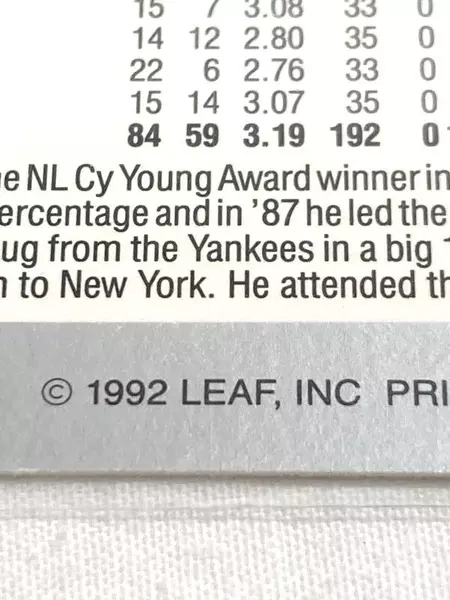 15 7 3.08 33 0
14 12 2.80 35 0
22 6 2.76 33 0
15 14 3.07 35 0
84 59 3.19 192 0
e NL Cy Young Award winner in
ercentage and in '87 he led the
ug from the Yankees in a big
n to New York. He attended th
© 1992 LEAF, INC PRI